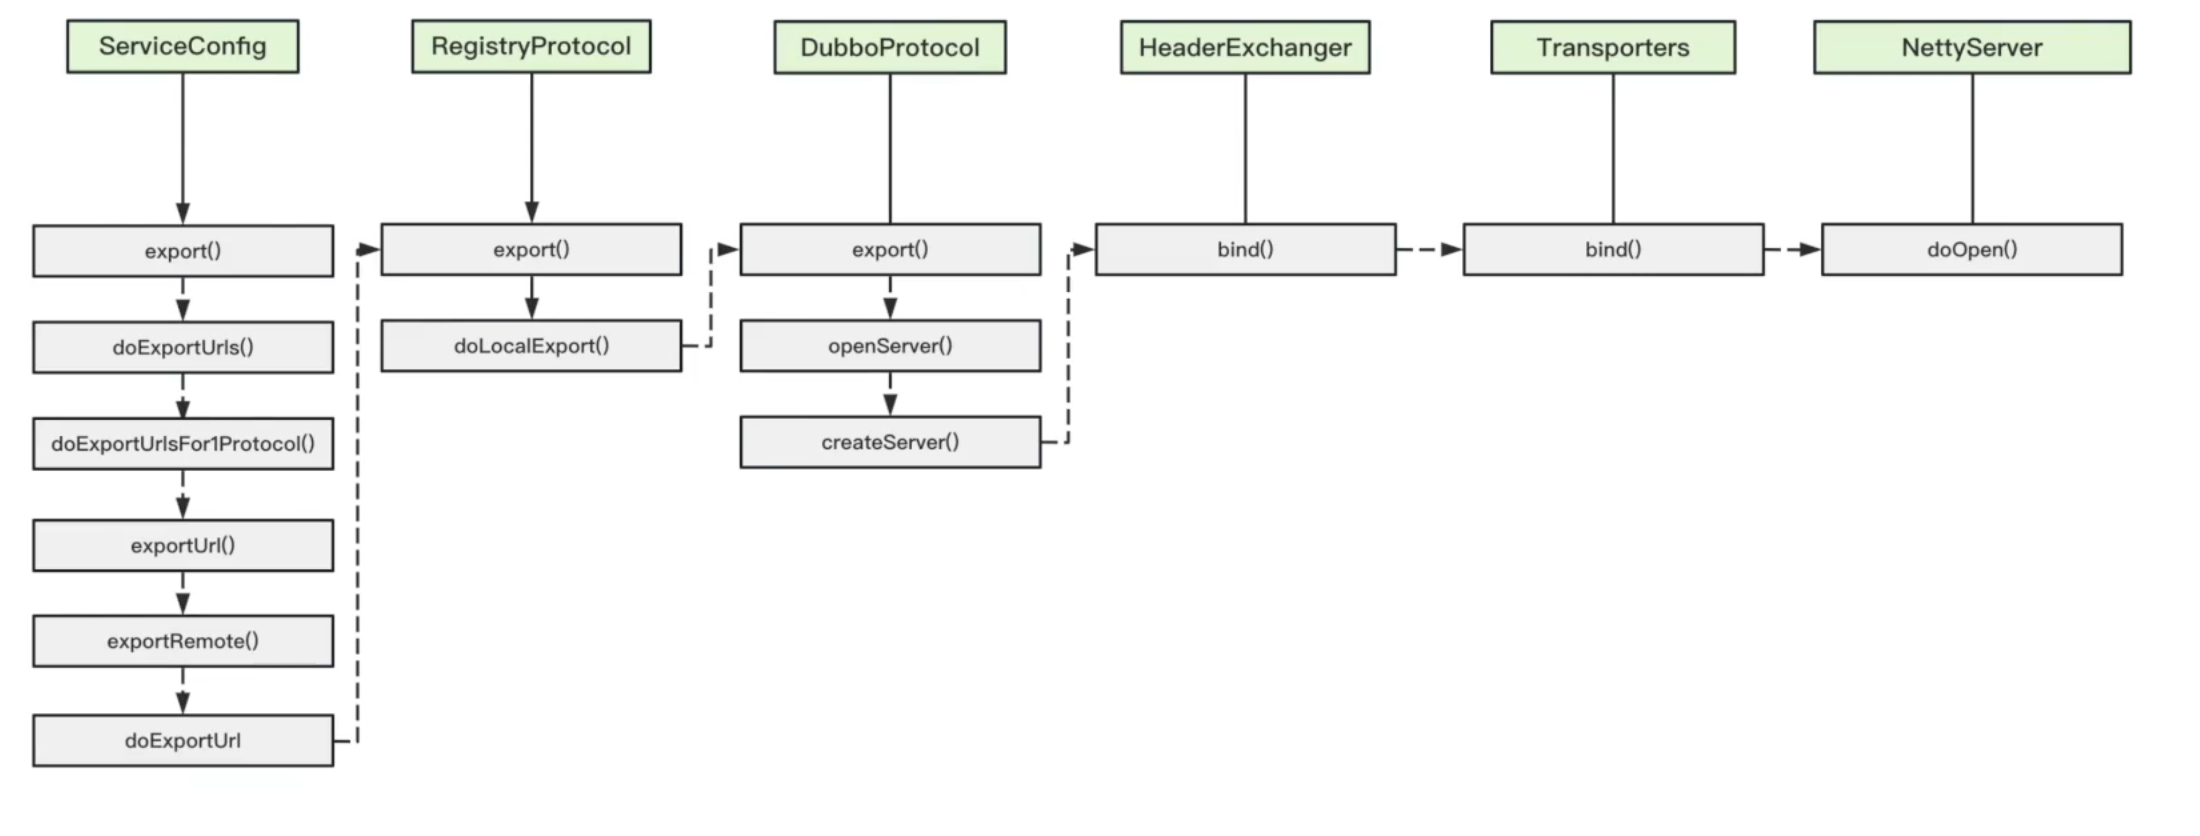 ServiceConfig
RegistryProtocol
DubboProtocol
HeaderExchanger
Transporters
NettyServer
export()
export()
export()
bind()
bind()
doOpen()
doExportUrls()
doLocalExport()
openServer()
doExportUrlsFor1Protocol()
createServer()
exportUrl()
exportRemote()
doExportUrl